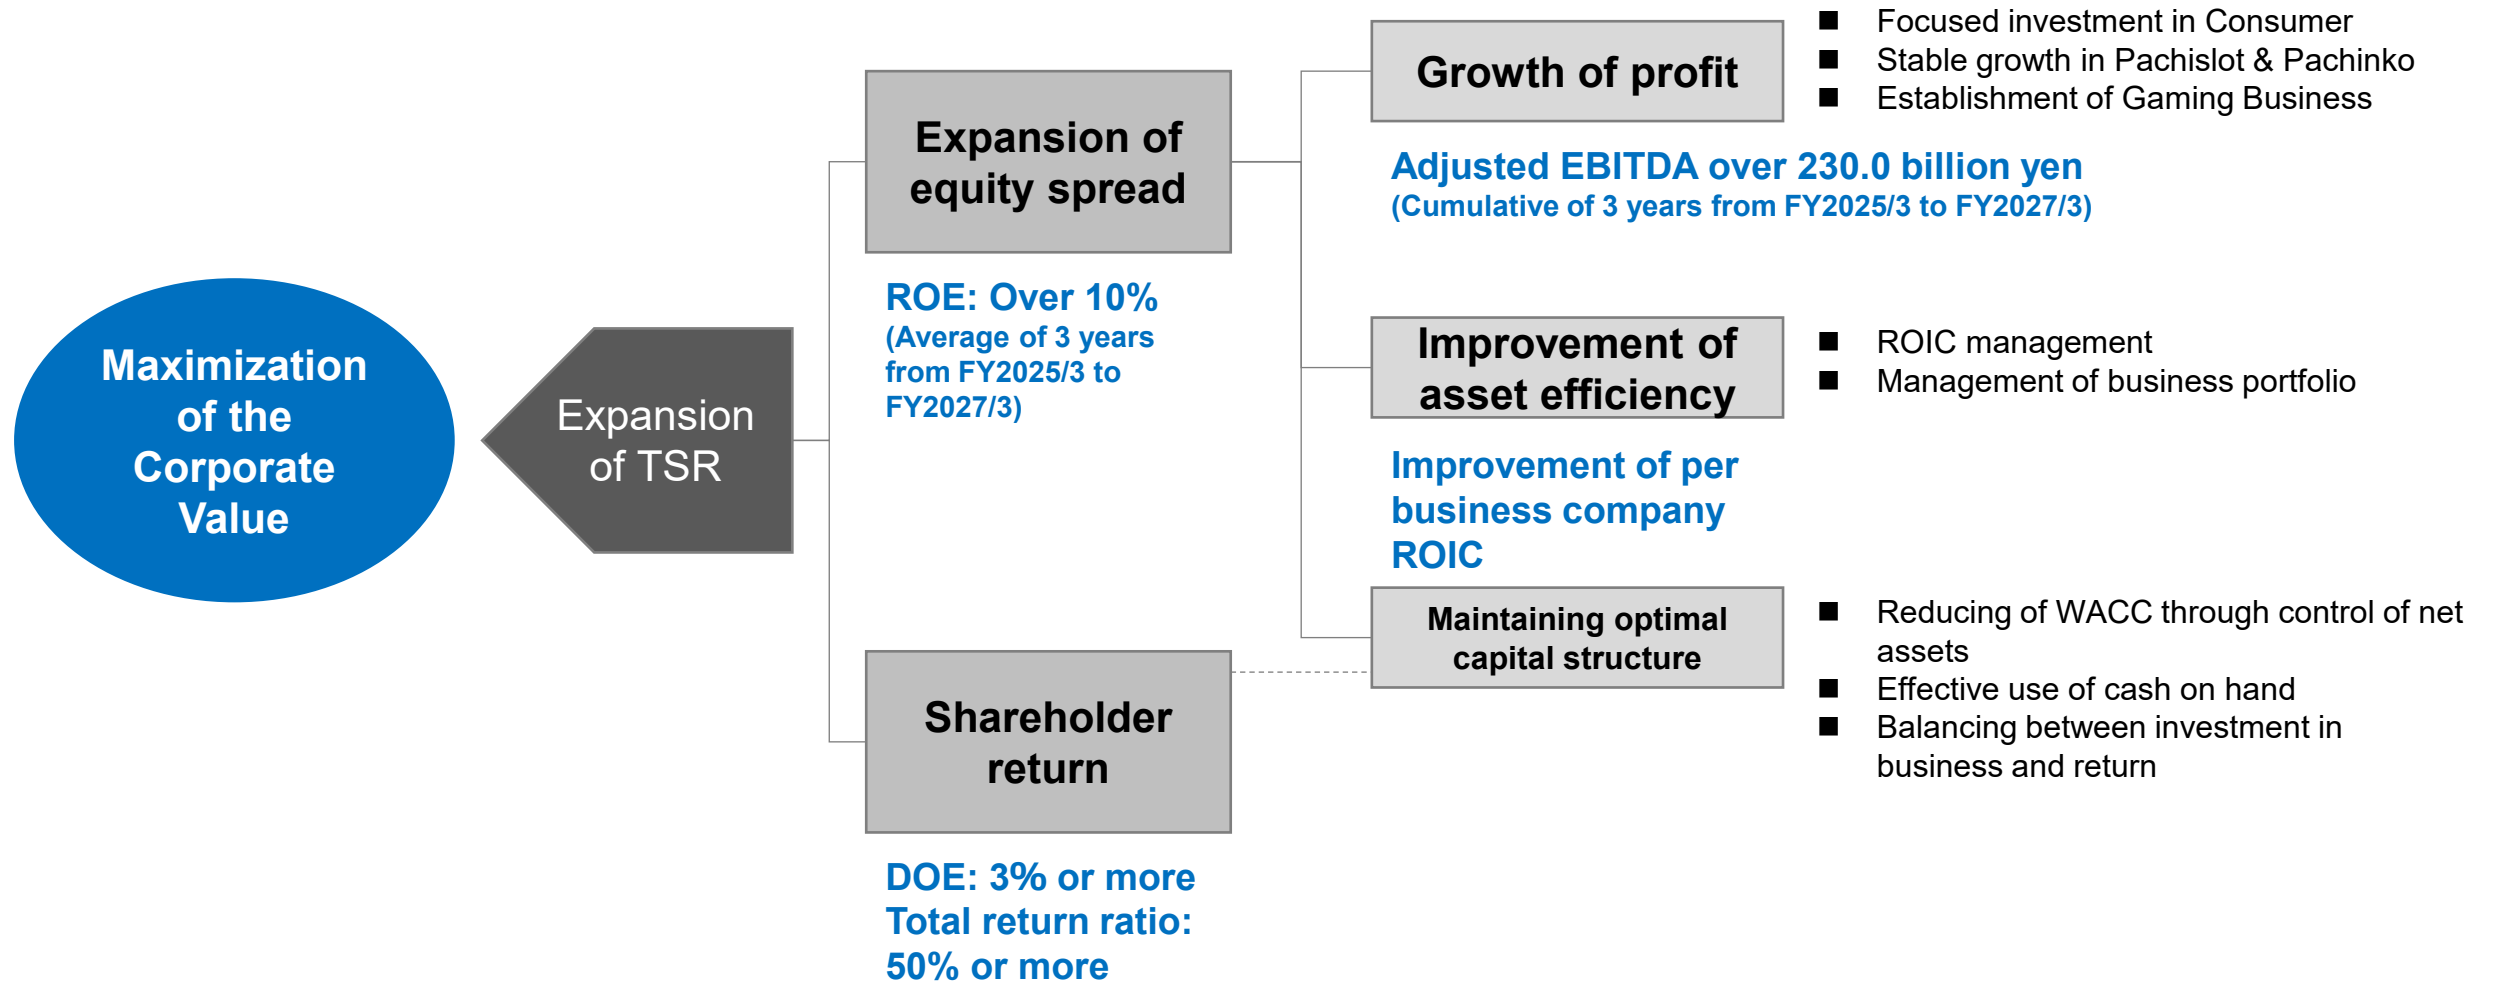 Maximization
of the
Corporate
Value
Expansion
of TSR
Expansion of
equity spread
ROE: Over 10%
(Average of 3 years
from FY2025/3 to
FY2027/3)
Shareholder
return
DOE: 3% or more
Total return ratio:
50% or more
Growth of profit
Focused investment in Consumer
Stable growth in Pachislot & Pachinko
Establishment of Gaming Business
Adjusted EBITDA over 230.0 billion yen
(Cumulative of 3 years from FY2025/3 to FY2027/3)
Improvement of
asset efficiency
ROIC management
Management of business portfolio
Improvement of per
business company
ROIC
Maintaining optimal
capital structure
Reducing of WACC through control of net
assets
Effective use of cash on hand
Balancing between investment in
business and return